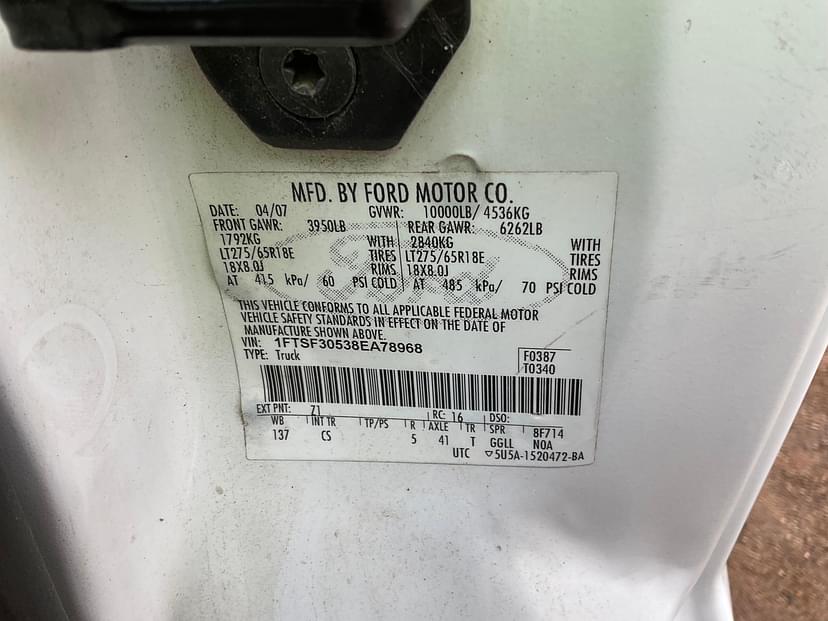 MFD. BY FORD MOTOR CO.
DATE: 04/07 GVWR: 10000LB/ 4536KG
FRONT GAWR: 3950LB REAR GAWR: 6262LB
1792KG WITH 2840KG WITH
LT275/65R18E TIRES LT275/65R18E TIRES
18X8.0J RIMS 18X8.0J RIMS
AT 415 kPa/ 60 PSI COLD AT 485 kPa/ 70 PSI COLD
Ford
THIS VEHICLE CONFORMS TO ALL APPLICABLE FEDERAL MOTOR
VEHICLE SAFETY STANDARDS IN EFFECT ON THE DATE OF
MANUFACTURE SHOWN ABOVE.
VIN: 1FTSF30538EA78968
TYPE: Truck
F0387
T0340
EXT PNT: Z1 RC: 16 DSO:
WB INT TR TP/PS R AXLE TR SPR 8F714
137 CS 5 41 T GGLL N0A
UTC ▽5U5A-1520472-BA